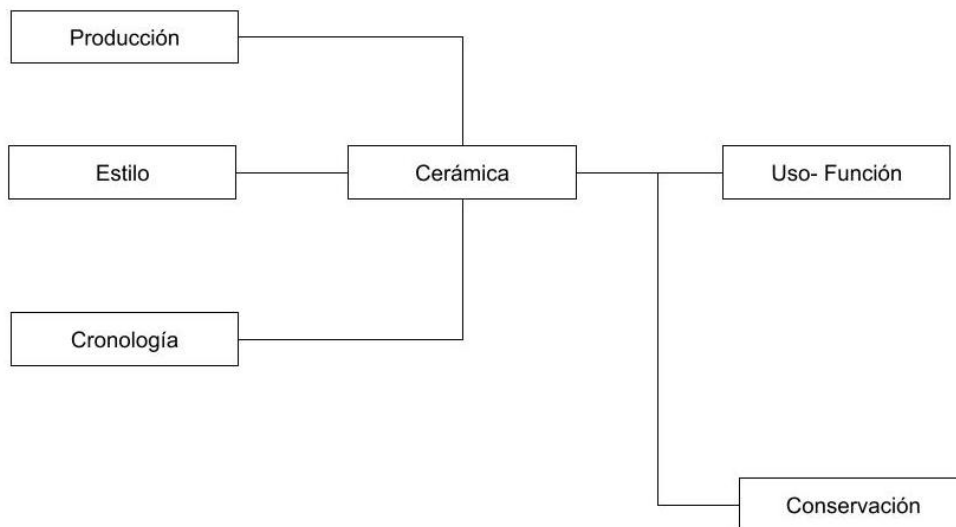 Producción
Estilo
Cerámica
Uso- Función
Cronología
Conservación